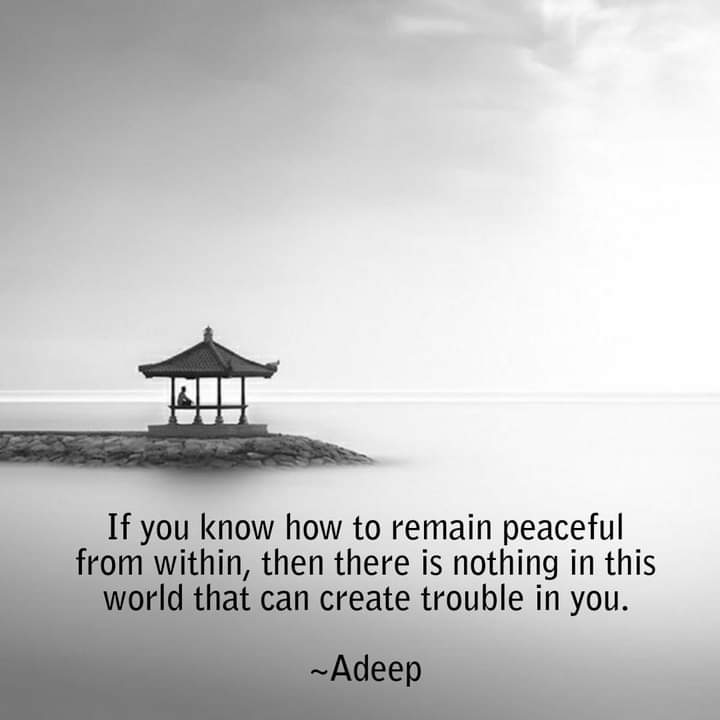 If you know how to remain peaceful
from within, then there is nothing in this
world that can create trouble in you.
~Adeep